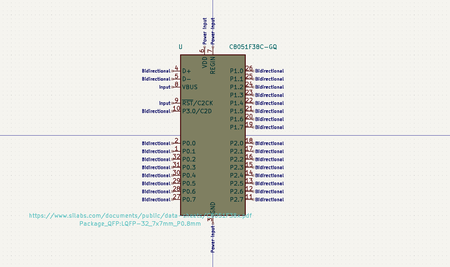 Power Input
Power Input
U
C8051F38C-GQ
6
7
VDD
REGIN
Bidirectional
4
D+
P1.0
26
Bidirectional
Bidirectional
5
D-
P1.1
25
Bidirectional
Input
8
VBUS
P1.2
24
Bidirectional
P1.3
23
Bidirectional
Input
9
RST/C2CK
P1.4
22
Bidirectional
Bidirectional
10
P3.0/C2D
P1.5
21
Bidirectional
P1.6
20
Bidirectional
P1.7
19
Bidirectional
Bidirectional
2
P0.0
P2.0
18
Bidirectional
Bidirectional
1
P0.1
P2.1
17
Bidirectional
Bidirectional
32
P0.2
P2.2
16
Bidirectional
Bidirectional
31
P0.3
P2.3
15
Bidirectional
Bidirectional
30
P0.4
P2.4
14
Bidirectional
Bidirectional
29
P0.5
P2.5
13
Bidirectional
Bidirectional
28
P0.6
P2.6
12
Bidirectional
Bidirectional
27
P0.7
P2.7
11
Bidirectional
GND
3
https://www.silabs.com/documents/public/data
Package_QFP:LQFP-32_7x7mm_P0.8mm
Power Input